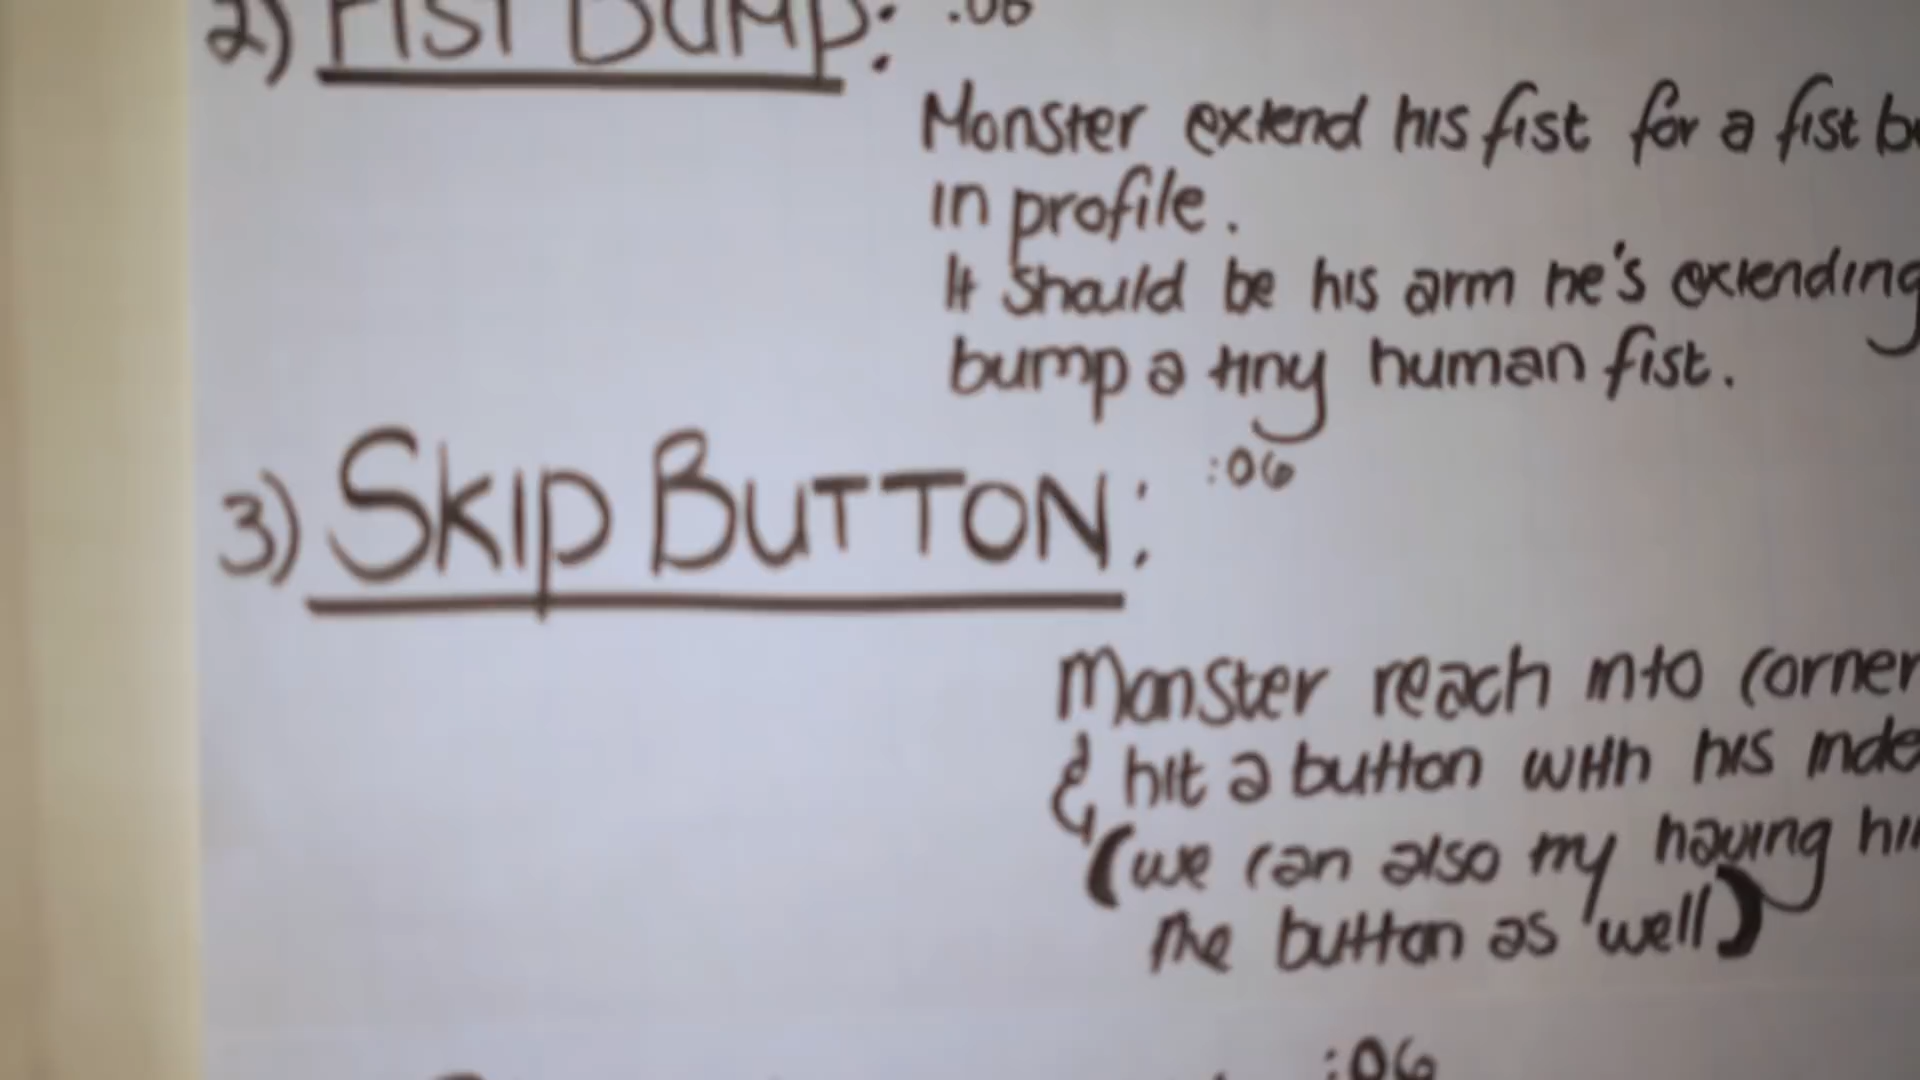 2) FIST BUMP: :06
Monster extend his fist for a fist
in profile.
It should be his arm he's extending
bump a tiny human fist.
3) SKIP BUTTON: :06
Monster reach into corner
& hit a button with his
(we can also try having
the button as well)
:06